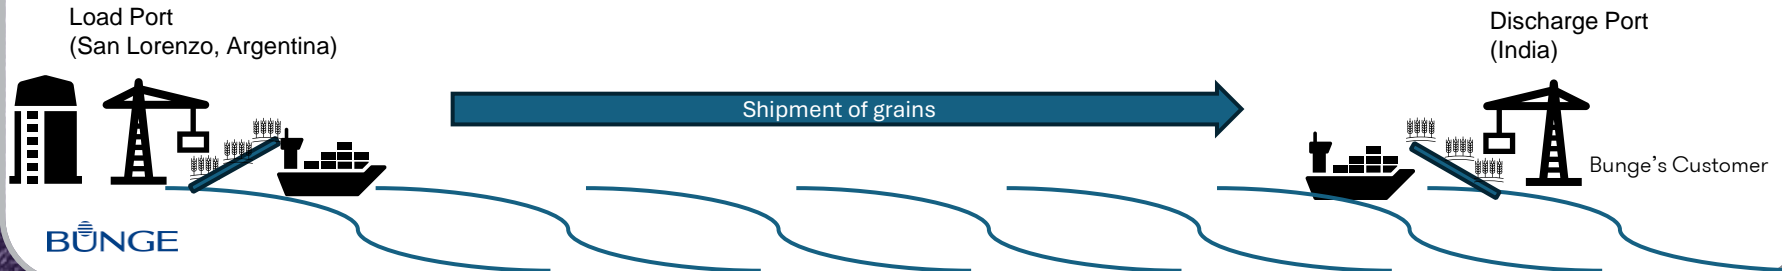 Load Port
(San Lorenzo, Argentina)
Discharge Port
(India)
Shipment of grains
Bunge's Customer
BUNGE